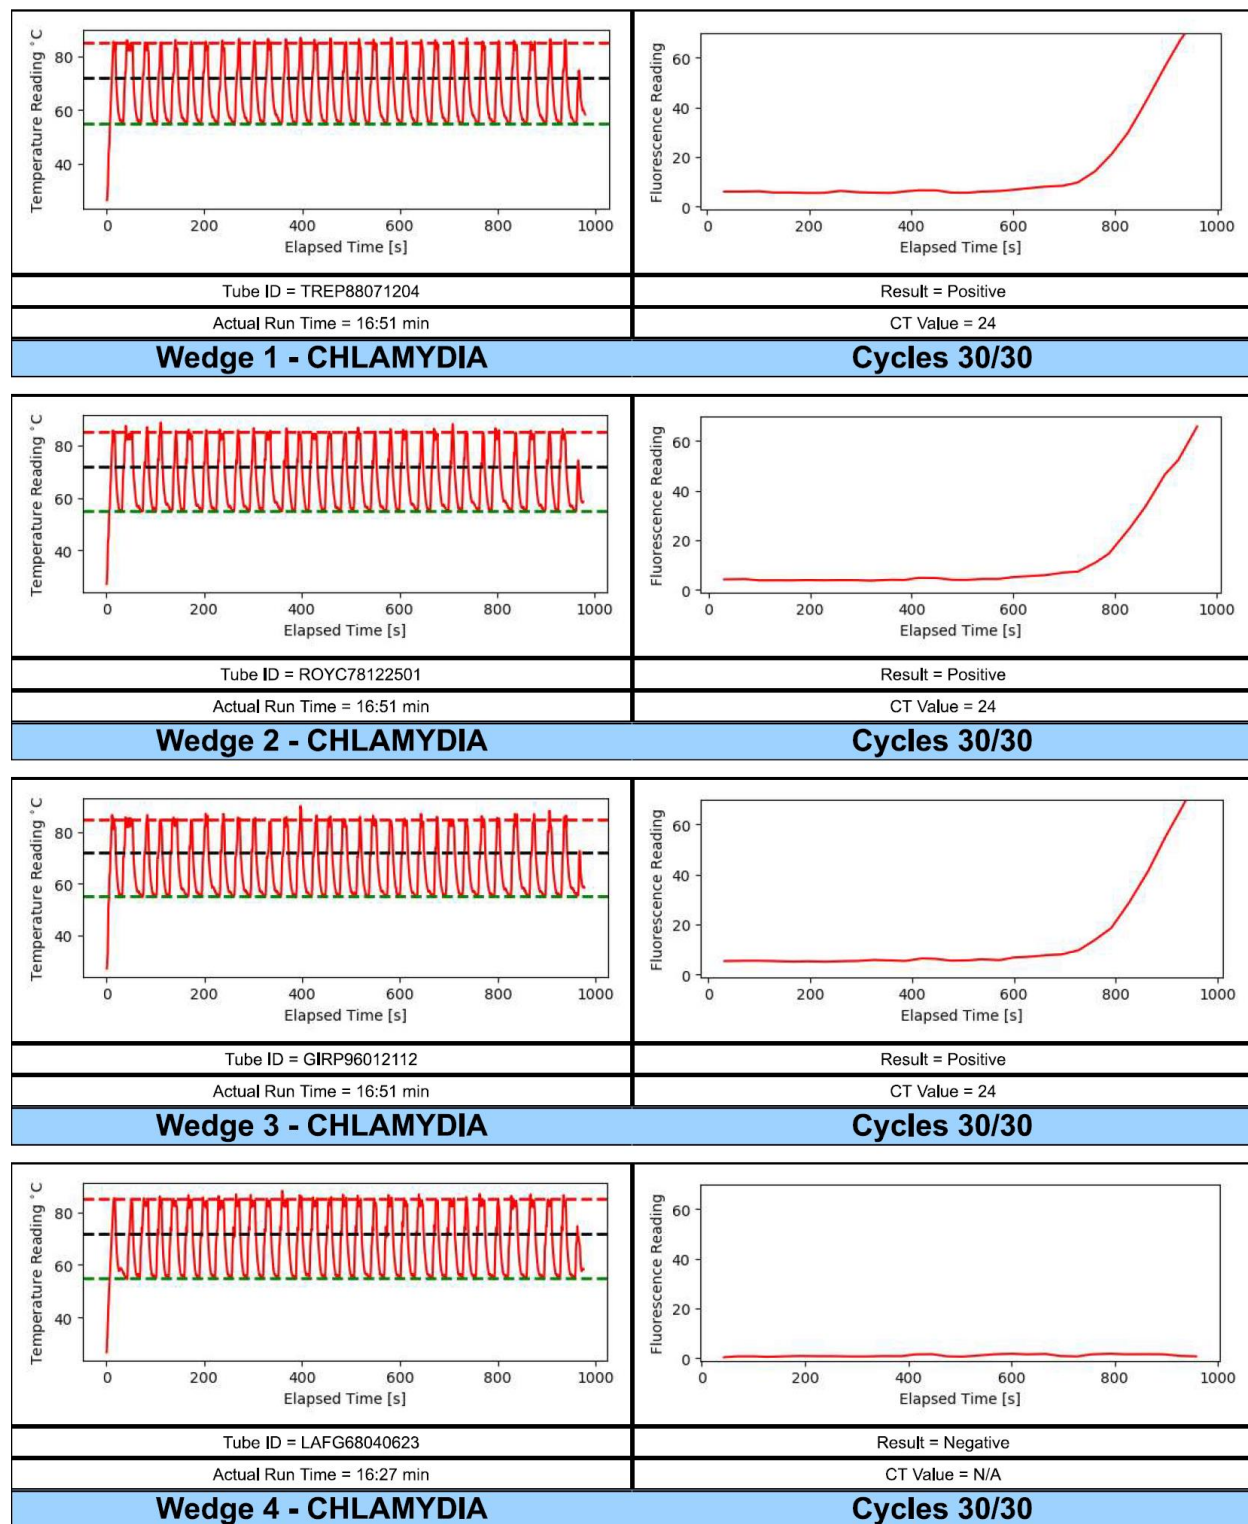 Temperature Reading °C
80
60
40
0 200 400 600 800 1000
Elapsed Time [s]
Fluorescence Reading
60
40
20
0
0 200 400 600 800 1000
Elapsed Time [s]
Tube ID = TREP88071204
Result = Positive
Actual Run Time = 16:51 min
CT Value = 24
Wedge 1 - CHLAMYDIA
Cycles 30/30
Temperature Reading °C
80
60
40
0 200 400 600 800 1000
Elapsed Time [s]
Fluorescence Reading
60
40
20
0
0 200 400 600 800 1000
Elapsed Time [s]
Tube ID = ROYC78122501
Result = Positive
Actual Run Time = 16:51 min
CT Value = 24
Wedge 2 - CHLAMYDIA
Cycles 30/30
Temperature Reading °C
80
60
40
0 200 400 600 800 1000
Elapsed Time [s]
Fluorescence Reading
60
40
20
0
0 200 400 600 800 1000
Elapsed Time [s]
Tube ID = GIRP96012112
Result = Positive
Actual Run Time = 16:51 min
CT Value = 24
Wedge 3 - CHLAMYDIA
Cycles 30/30
Temperature Reading °C
80
60
40
0 200 400 600 800 1000
Elapsed Time [s]
Fluorescence Reading
60
40
20
0
0 200 400 600 800 1000
Elapsed Time [s]
Tube ID = LAFG68040623
Result = Negative
Actual Run Time = 16:27 min
CT Value = N/A
Wedge 4 - CHLAMYDIA
Cycles 30/30